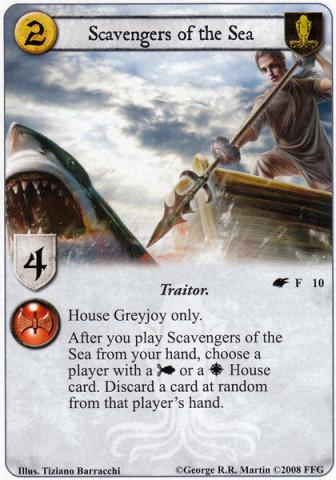 2
Scavengers of the Sea
4
Traitor.
F 10
House Greyjoy only.
After you play Scavengers of the
Sea from your hand, choose a
player with a or a House
card. Discard a card at random
from that player's hand.
Illus. Tiziano Barracchi
©George R.R. Martin ©2008 FFG